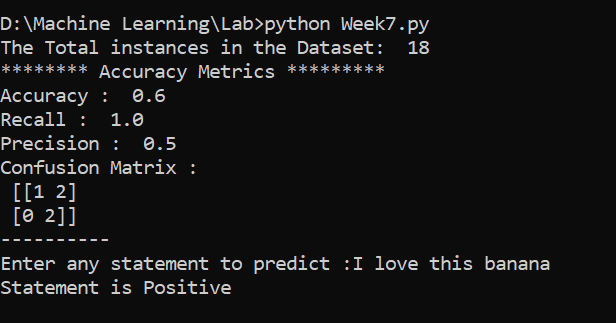 D:\Machine Learning\Lab>python Week7.py
The Total instances in the Dataset:  18
******** Accuracy Metrics *********
Accuracy :  0.6
Recall :  1.0
Precision :  0.5
Confusion Matrix :
 [[1 2]
 [0 2]]
----------
Enter any statement to predict :I love this banana
Statement is Positive